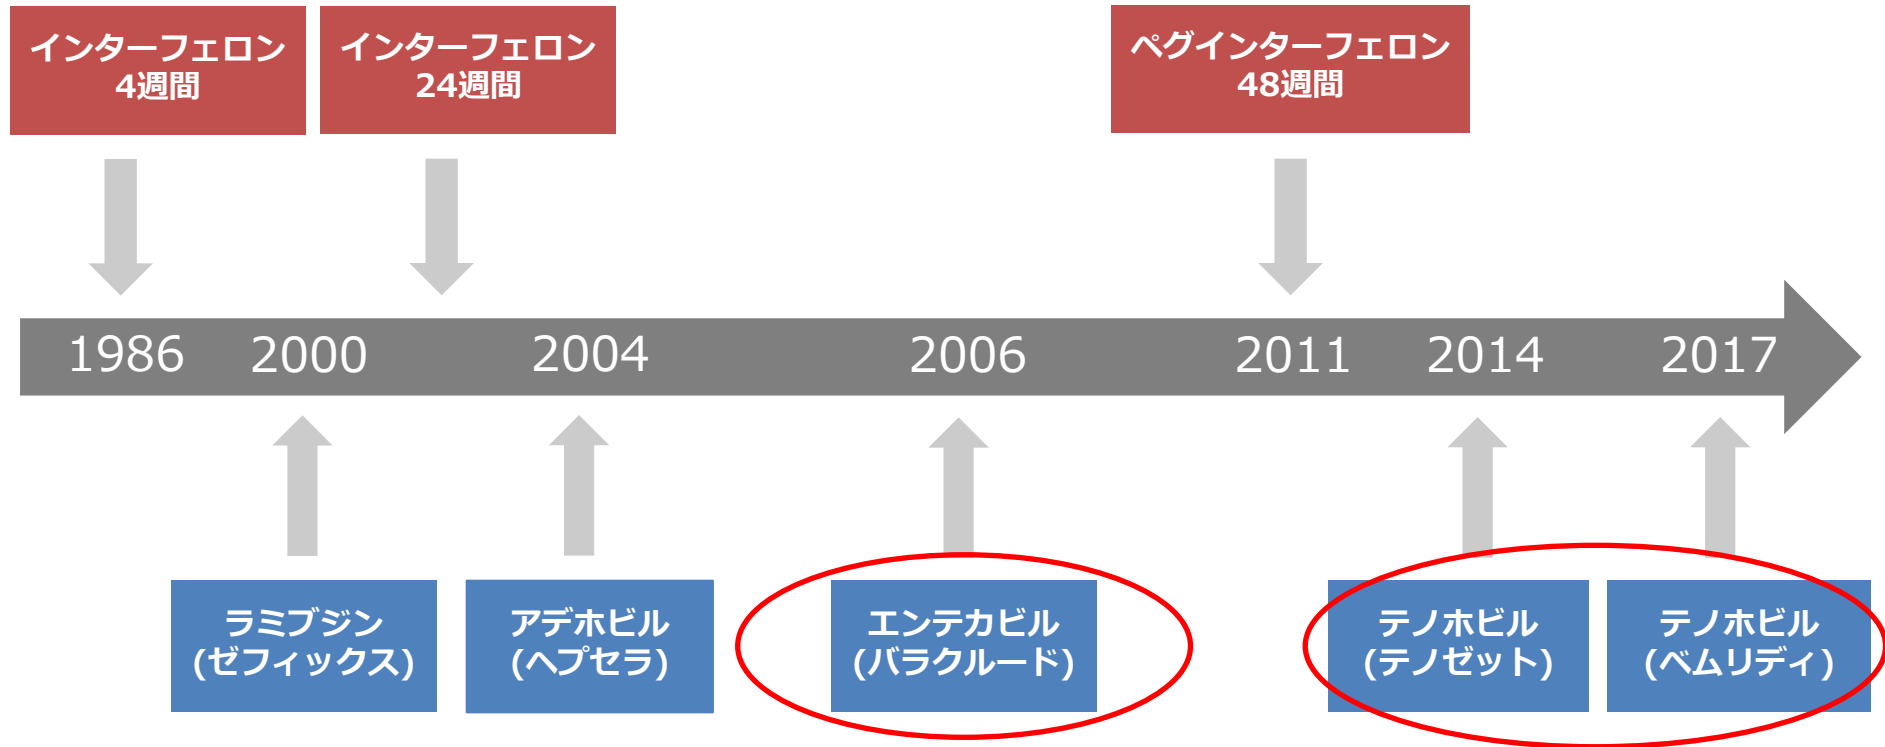 インターフェロン
4週間
インターフェロン
24週間
ペグインターフェロン
48週間
1986
2000
2004
2006
2011
2014
2017
ラミブジン
(ゼフィックス)
アデホビル
(ヘプセラ)
エンテカビル
(バラクルード)
テノホビル
(テノゼット)
テノホビル
(ベムリディ)